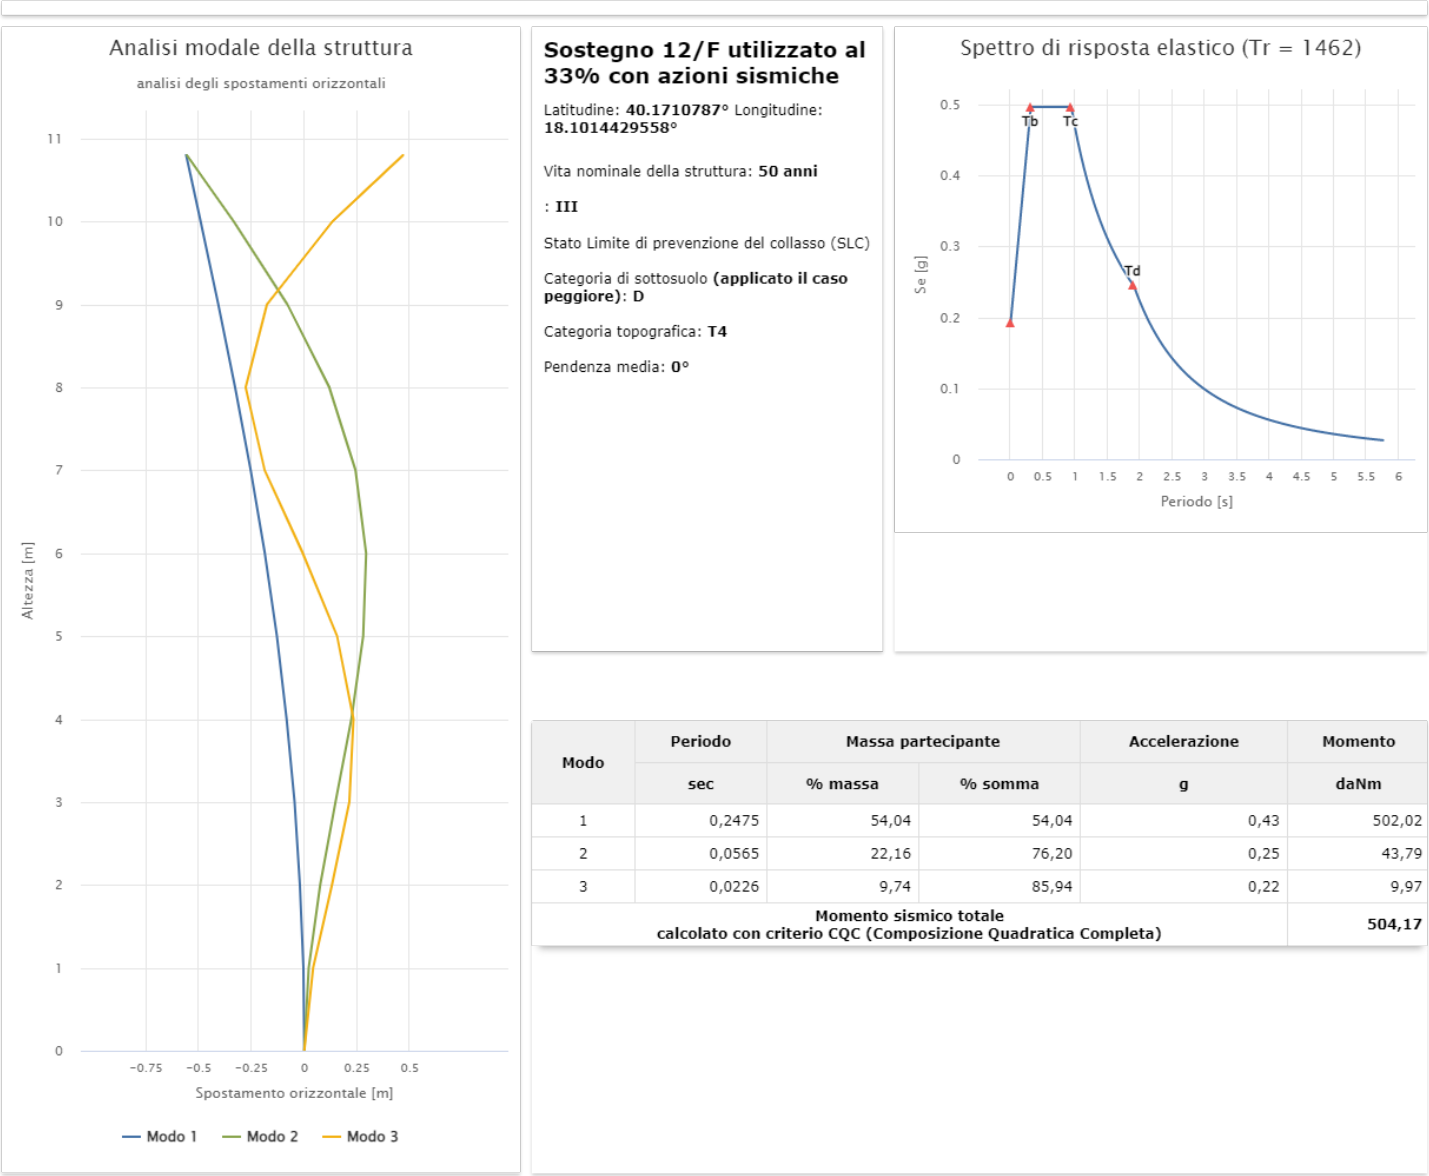 Analisi modale della struttura
analisi degli spostamenti orizzontali
11
10
9
8
7
6
5
4
3
2
1
0
Altezza [m]
−0.75 −0.5 −0.25 0 0.25 0.5
Spostamento orizzontale [m]
Modo 1 Modo 2 Modo 3
Sostegno 12/F utilizzato al
33% con azioni sismiche
Latitudine: 40.1710787° Longitudine:
18.1014429558°
Vita nominale della struttura: 50 anni
: III
Stato Limite di prevenzione del collasso (SLC)
Categoria di sottosuolo (applicato il caso
peggiore): D
Categoria topografica: T4
Pendenza media: 0°
Spettro di risposta elastico (Tr = 1462)
0.5
0.4
0.3
0.2
0.1
0
Se [g]
Tb Tc
Td
0 0.5 1 1.5 2 2.5 3 3.5 4 4.5 5 5.5 6
Periodo [s]
Modo Periodo Massa partecipante Accelerazione Momento
sec % massa % somma g daNm
1 0,2475 54,04 54,04 0,43 502,02
2 0,0565 22,16 76,20 0,25 43,79
3 0,0226 9,74 85,94 0,22 9,97
Momento sismico totale
calcolato con criterio CQC (Composizione Quadratica Completa) 504,17